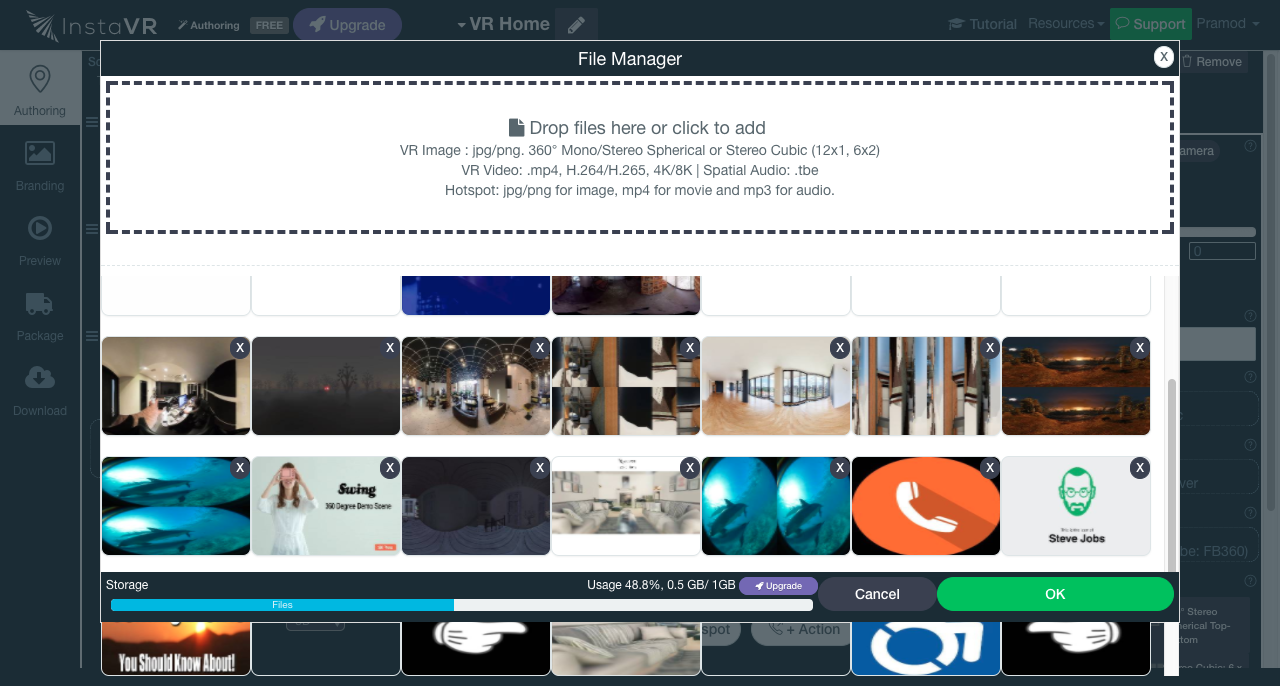 InstaVR
Authoring
FREE
Upgrade
VR Home
Tutorial
Resources
Support
Pramod
File Manager
X
Remove
Authoring
Branding
Preview
Package
Download
Drop files here or click to add
VR Image : jpg/png. 360° Mono/Stereo Spherical or Stereo Cubic (12x1, 6x2)
VR Video: .mp4, H.264/H.265, 4K/8K | Spatial Audio: .tbe
Hotspot: jpg/png for image, mp4 for movie and mp3 for audio.
amera
0
X X X X X X X
X X X X X X X
Swing
360 Degree Demo Scene
Steve Jobs
ver
be: FB360)
Storage
Usage 48.8%, 0.5 GB/ 1GB
Upgrade
Cancel
OK
Files
spot
+ Action
You Should Know About!
Stereo
erical Top-
tom